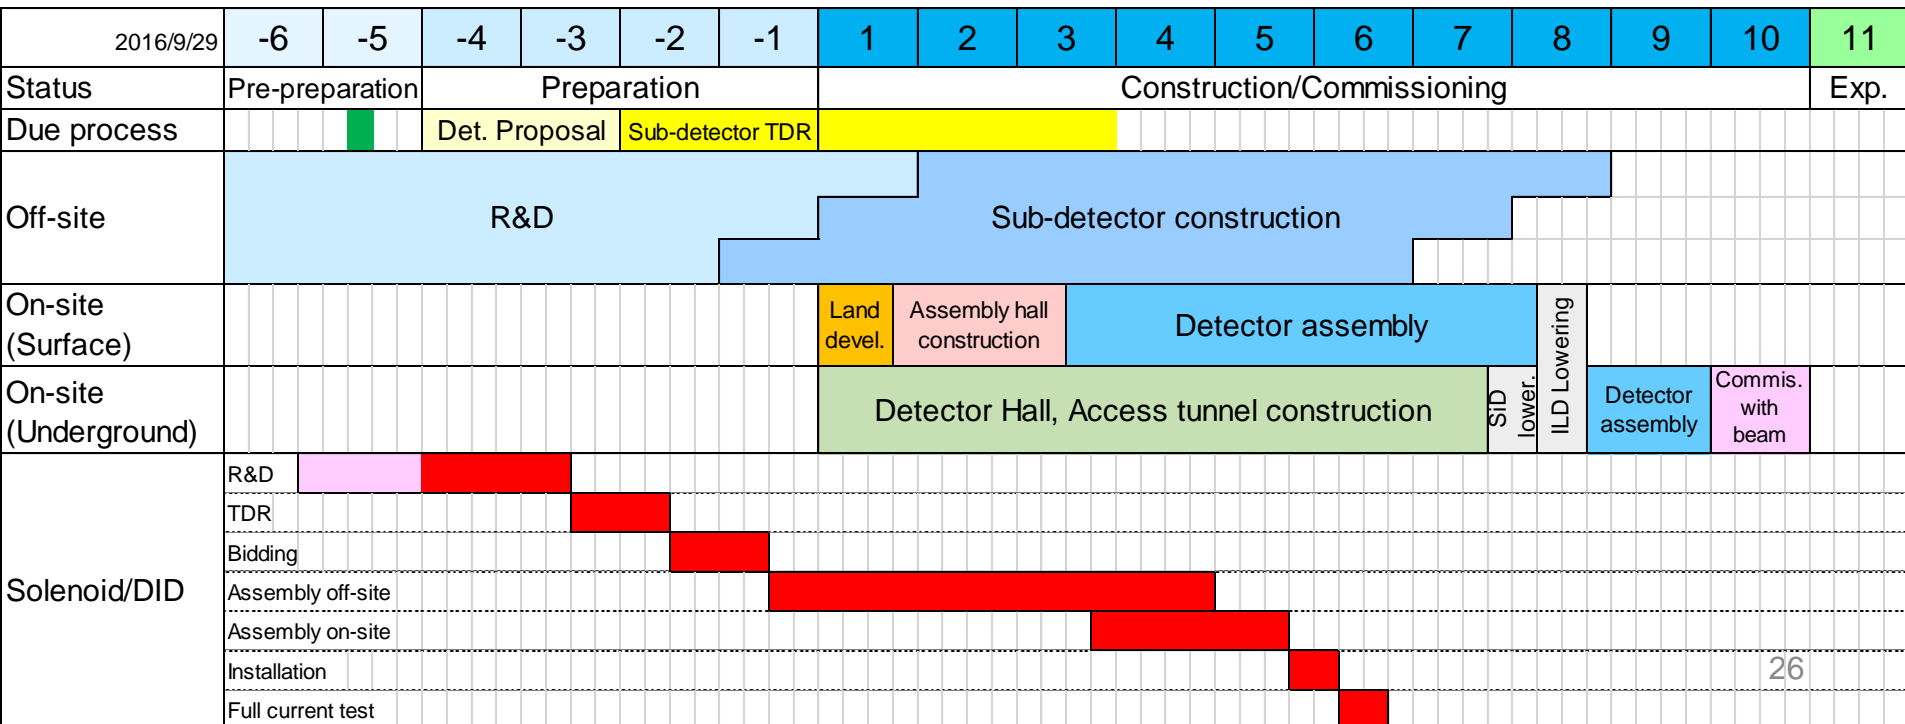 2016/9/29 -6 -5 -4 -3 -2 -1 1 2 3 4 5 6 7 8 9 10 11
Status Pre-preparation Preparation Construction/Commissioning Exp.
Due process Det. Proposal Sub-detector TDR
Off-site R&D Sub-detector construction
On-site
(Surface)
Land
devel.
Assembly hall
construction
Detector assembly
ILD Lowering
On-site
(Underground)
Detector Hall, Access tunnel construction
SiD
lower.
Detector
assembly
Commis.
with
beam
Solenoid/DID
R&D
TDR
Bidding
Assembly off-site
Assembly on-site
Installation
26
Full current test